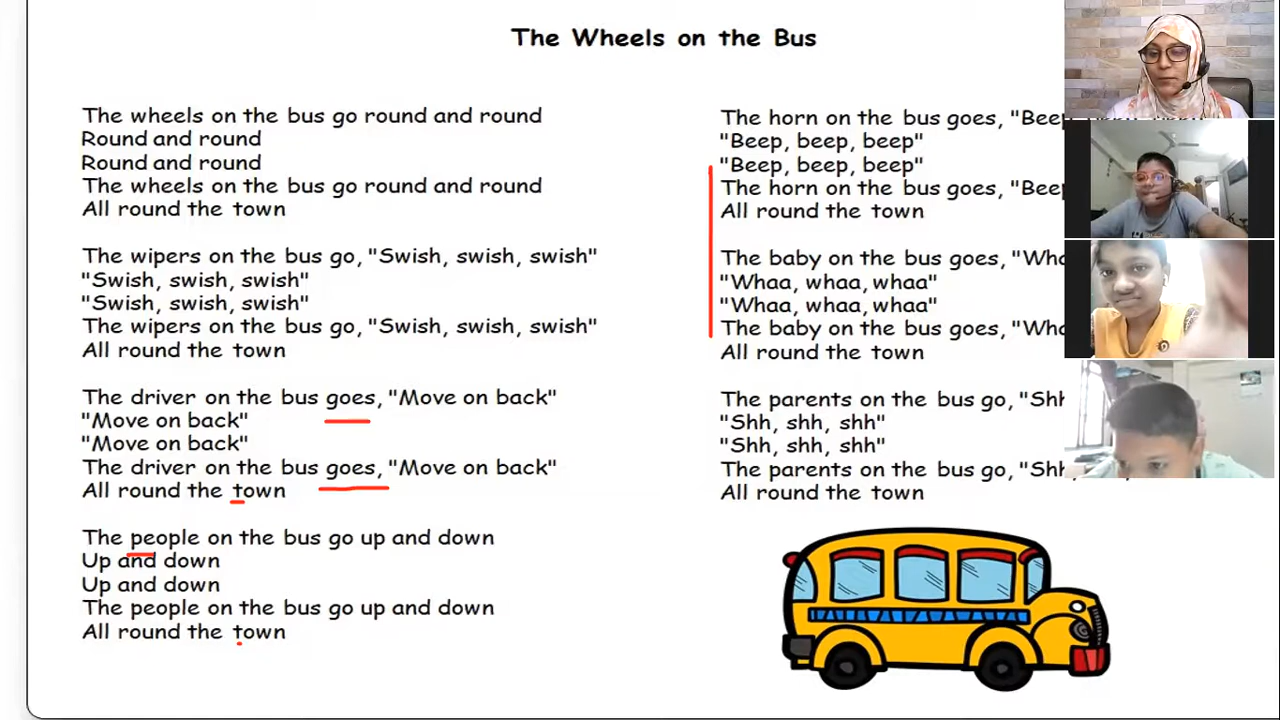 The Wheels on the Bus
The wheels on the bus go round and round
Round and round
Round and round
The wheels on the bus go round and round
All round the town
The wipers on the bus go, "Swish, swish, swish"
"Swish, swish, swish"
"Swish, swish, swish"
The wipers on the bus go, "Swish, swish, swish"
All round the town
The driver on the bus goes, "Move on back"
"Move on back"
"Move on back"
The driver on the bus goes, "Move on back"
All round the town
The people on the bus go up and down
Up and down
Up and down
The people on the bus go up and down
All round the town
The horn on the bus goes,
"Beep, beep, beep"
"Beep, beep, beep"
The horn on the bus goes,
All round the town
The baby on the bus goes,
"Whaa, whaa, whaa"
"Whaa, whaa, whaa"
The baby on the bus goes,
All round the town
The parents on the bus go, "Shh
"Shh, shh, shh"
"Shh, shh, shh"
The parents on the bus go, "Shh,
All round the town